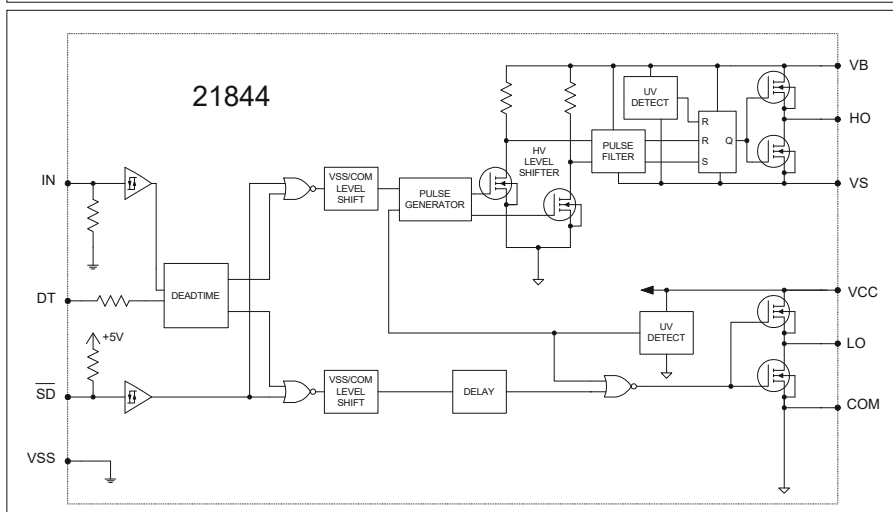 21844
VB
UV
DETECT
HO
R
R
Q
S
PULSE
FILTER
HV
LEVEL
SHIFTER
VS
IN
VSS/COM
LEVEL
SHIFT
PULSE
GENERATOR
DEADTIME
DT
+5V
VCC
UV
DETECT
LO
SD
VSS/COM
LEVEL
SHIFT
DELAY
COM
VSS